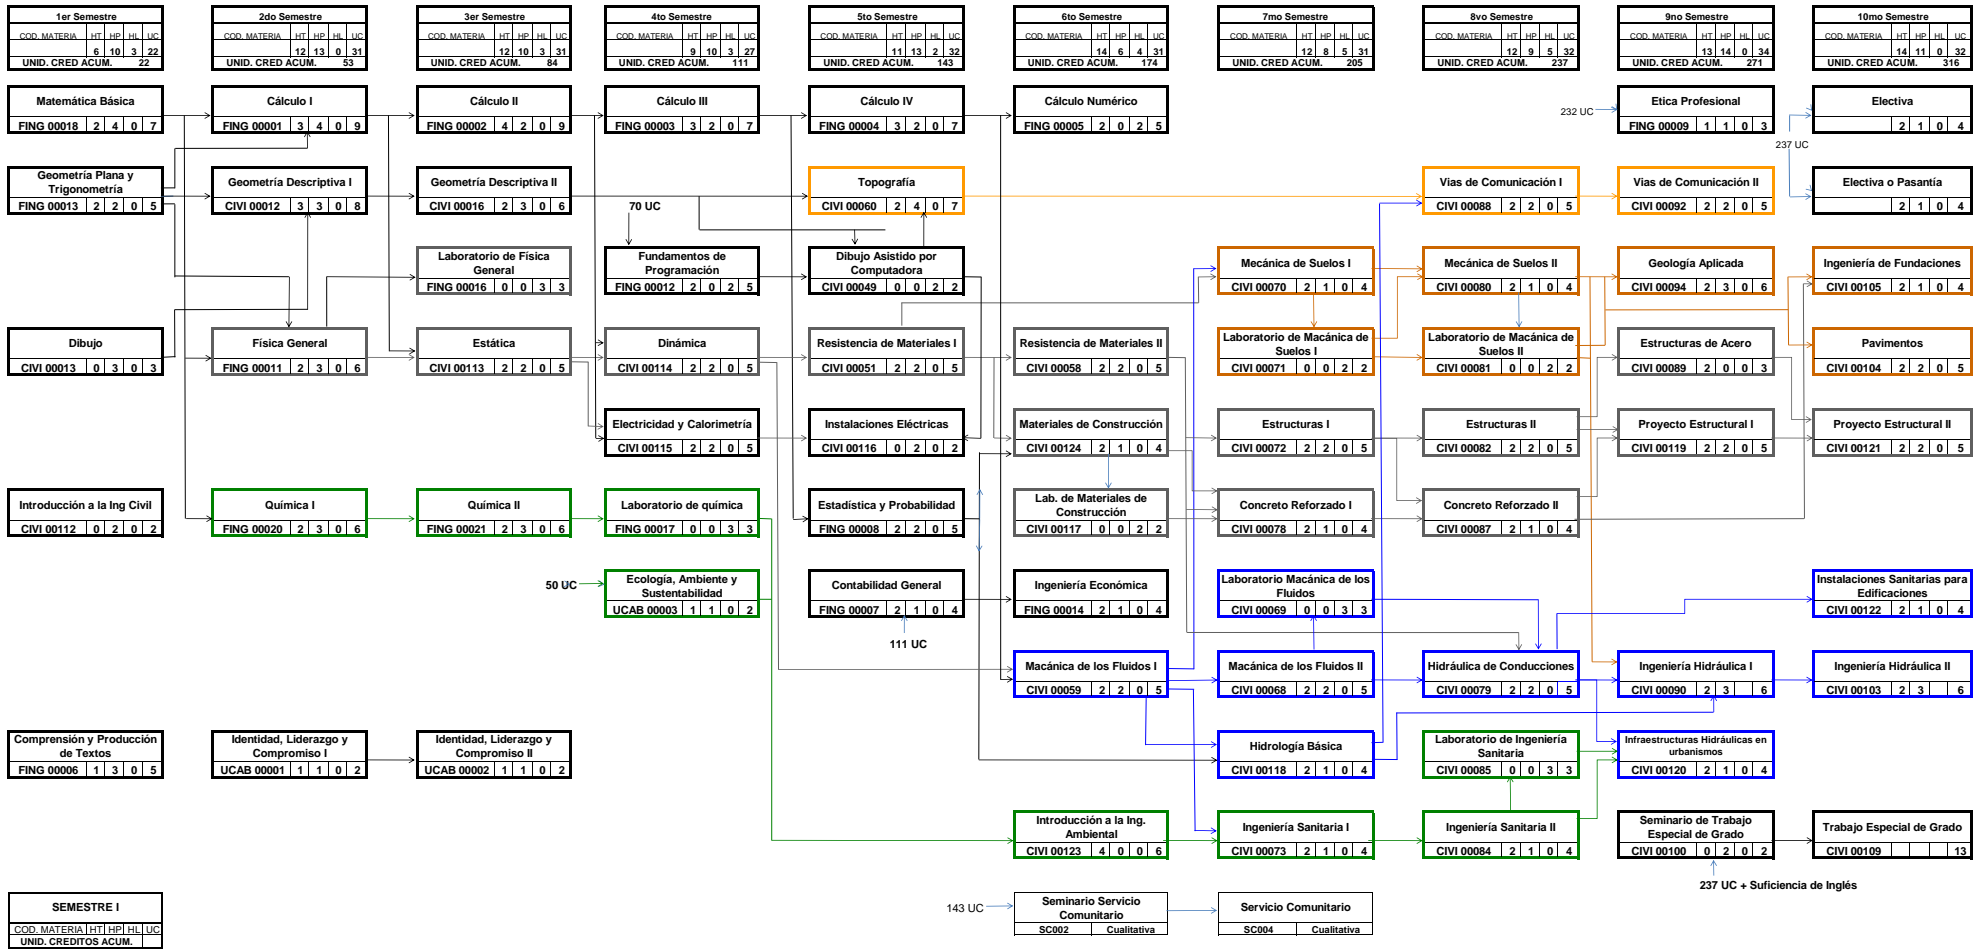 1er Semestre
COD. MATERIA HT HP HL UC
6 10 3 22
UNID. CRED ACUM. 22
2do Semestre
COD. MATERIA HT HP HL UC
12 13 0 31
UNID. CRED ACUM. 53
3er Semestre
COD. MATERIA HT HP HL UC
12 10 3 31
UNID. CRED ACUM. 84
4to Semestre
COD. MATERIA HT HP HL UC
9 10 3 27
UNID. CRED ACUM. 111
5to Semestre
COD. MATERIA HT HP HL UC
11 13 2 32
UNID. CRED ACUM. 143
6to Semestre
COD. MATERIA HT HP HL UC
14 6 4 31
UNID. CRED ACUM. 174
7mo Semestre
COD. MATERIA HT HP HL UC
12 8 5 31
UNID. CRED ACUM. 205
8vo Semestre
COD. MATERIA HT HP HL UC
12 9 5 32
UNID. CRED ACUM. 237
9no Semestre
COD. MATERIA HT HP HL UC
13 14 0 34
UNID. CRED ACUM. 271
10mo Semestre
COD. MATERIA HT HP HL UC
14 11 0 32
UNID. CRED ACUM. 316
Matemática Básica
FING 00018 2 4 0 7
Cálculo I
FING 00001 3 4 0 9
Cálculo II
FING 00002 4 2 0 9
Cálculo III
FING 00003 3 2 0 7
Cálculo IV
FING 00004 3 2 0 7
Cálculo Numérico
FING 00005 2 0 2 5
232 UC
Etica Profesional
FING 00009 1 1 0 3
Electiva
2 1 0 4
237 UC
Geometría Plana y
Trigonometría
FING 00013 2 2 0 5
Geometría Descriptiva I
CIVI 00012 3 3 0 8
Geometría Descriptiva II
CIVI 00016 2 3 0 6
70 UC
Topografía
CIVI 00060 2 4 0 7
Vias de Comunicación I
CIVI 00088 2 2 0 5
Vias de Comunicación II
CIVI 00092 2 2 0 5
Electiva o Pasantía
2 1 0 4
Laboratorio de Física
General
FING 00016 0 0 3 3
Fundamentos de
Programación
FING 00012 2 0 2 5
Dibujo Asistido por
Computadora
CIVI 00049 0 0 2 2
Mecánica de Suelos I
CIVI 00070 2 1 0 4
Mecánica de Suelos II
CIVI 00080 2 1 0 4
Geología Aplicada
CIVI 00094 2 3 0 6
Ingeniería de Fundaciones
CIVI 00105 2 1 0 4
Dibujo
CIVI 00013 0 3 0 3
Física General
FING 00011 2 3 0 6
Estática
CIVI 00113 2 2 0 5
Dinámica
CIVI 00114 2 2 0 5
Resistencia de Materiales I
CIVI 00051 2 2 0 5
Resistencia de Materiales II
CIVI 00058 2 2 0 5
Laboratorio de Macánica de
Suelos I
CIVI 00071 0 0 2 2
Laboratorio de Macánica de
Suelos II
CIVI 00081 0 0 2 2
Estructuras de Acero
CIVI 00089 2 0 0 3
Pavimentos
CIVI 00104 2 2 0 5
Electricidad y Calorimetría
CIVI 00115 2 2 0 5
Instalaciones Eléctricas
CIVI 00116 0 2 0 2
Materiales de Construcción
CIVI 00124 2 1 0 4
Estructuras I
CIVI 00072 2 2 0 5
Estructuras II
CIVI 00082 2 2 0 5
Proyecto Estructural I
CIVI 00119 2 2 0 5
Proyecto Estructural II
CIVI 00121 2 2 0 5
Introducción a la Ing Civil
CIVI 00112 0 2 0 2
Química I
FING 00020 2 3 0 6
Química II
FING 00021 2 3 0 6
Laboratorio de química
FING 00017 0 0 3 3
Estadística y Probabilidad
FING 00008 2 2 0 5
Lab. de Materiales de
Construcción
CIVI 00117 0 0 2 2
Concreto Reforzado I
CIVI 00078 2 1 0 4
Concreto Reforzado II
CIVI 00087 2 1 0 4
50 UC
Ecología, Ambiente y
Sustentabilidad
UCAB 00003 1 1 0 2
Contabilidad General
FING 00007 2 1 0 4
111 UC
Ingeniería Económica
FING 00014 2 1 0 4
Laboratorio Macánica de los
Fluidos
CIVI 00069 0 0 3 3
Instalaciones Sanitarias para
Edificaciones
CIVI 00122 2 1 0 4
Macánica de los Fluidos I
CIVI 00059 2 2 0 5
Macánica de los Fluidos II
CIVI 00068 2 2 0 5
Hidráulica de Conducciones
CIVI 00079 2 2 0 5
Ingeniería Hidráulica I
CIVI 00090 2 3 6
Ingeniería Hidráulica II
CIVI 00103 2 3 6
Comprensión y Producción
de Textos
FING 00006 1 3 0 5
Identidad, Liderazgo y
Compromiso I
UCAB 00001 1 1 0 2
Identidad, Liderazgo y
Compromiso II
UCAB 00002 1 1 0 2
Hidrología Básica
CIVI 00118 2 1 0 4
Laboratorio de Ingeniería
Sanitaria
CIVI 00085 0 0 3 3
Infraestructuras Hidráulicas en
urbanismos
CIVI 00120 2 1 0 4
Introducción a la Ing.
Ambiental
CIVI 00123 4 0 0 6
Ingeniería Sanitaria I
CIVI 00073 2 1 0 4
Ingeniería Sanitaria II
CIVI 00084 2 1 0 4
Seminario de Trabajo
Especial de Grado
CIVI 00100 0 2 0 2
Trabajo Especial de Grado
CIVI 00109 13
237 UC + Suficiencia de Inglés
SEMESTRE I
COD. MATERIA HT HP HL UC
UNID. CREDITOS ACUM.
143 UC
Seminario Servicio
Comunitario
SC002 Cualitativa
Servicio Comunitario
SC004 Cualitativa